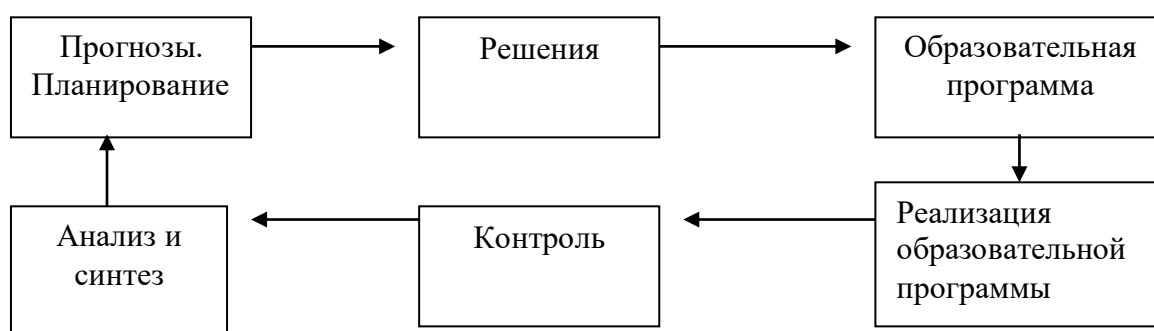 Прогнозы.
Планирование
Решения
Образовательная
программа
Анализ и
синтез
Контроль
Реализация
образовательной
программы